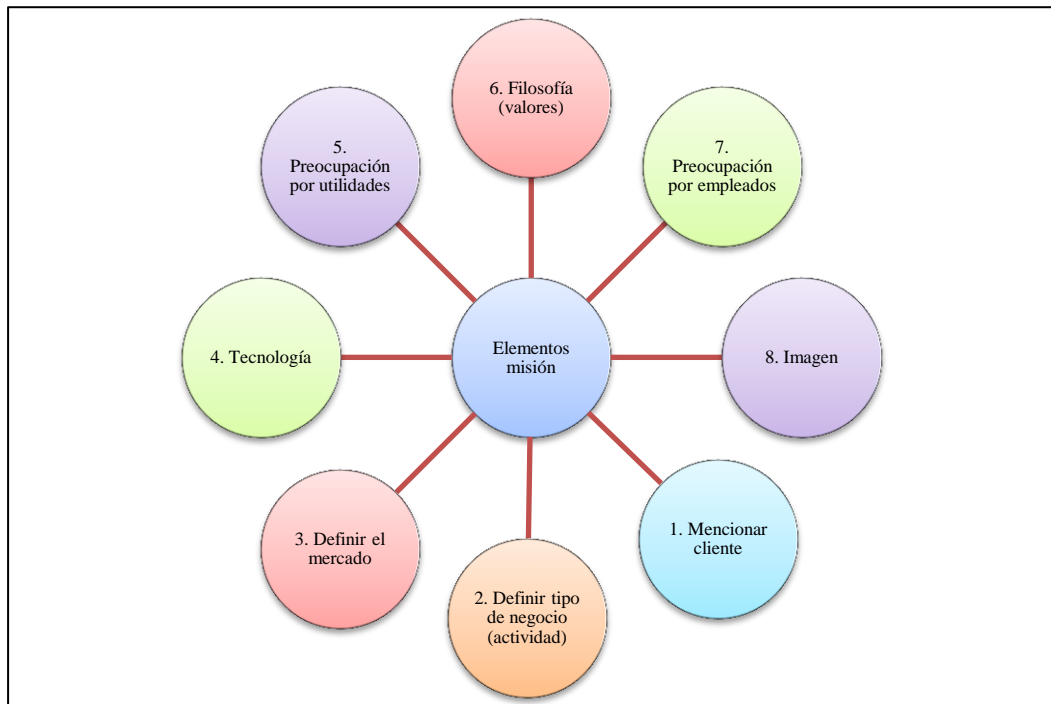 6. Filosofía
(valores)
5.
Preocupación
por utilidades
7.
Preocupación
por empleados
4. Tecnología
Elementos
misión
8. Imagen
3. Definir el
mercado
1. Mencionar
cliente
2. Definir tipo
de negocio
(actividad)